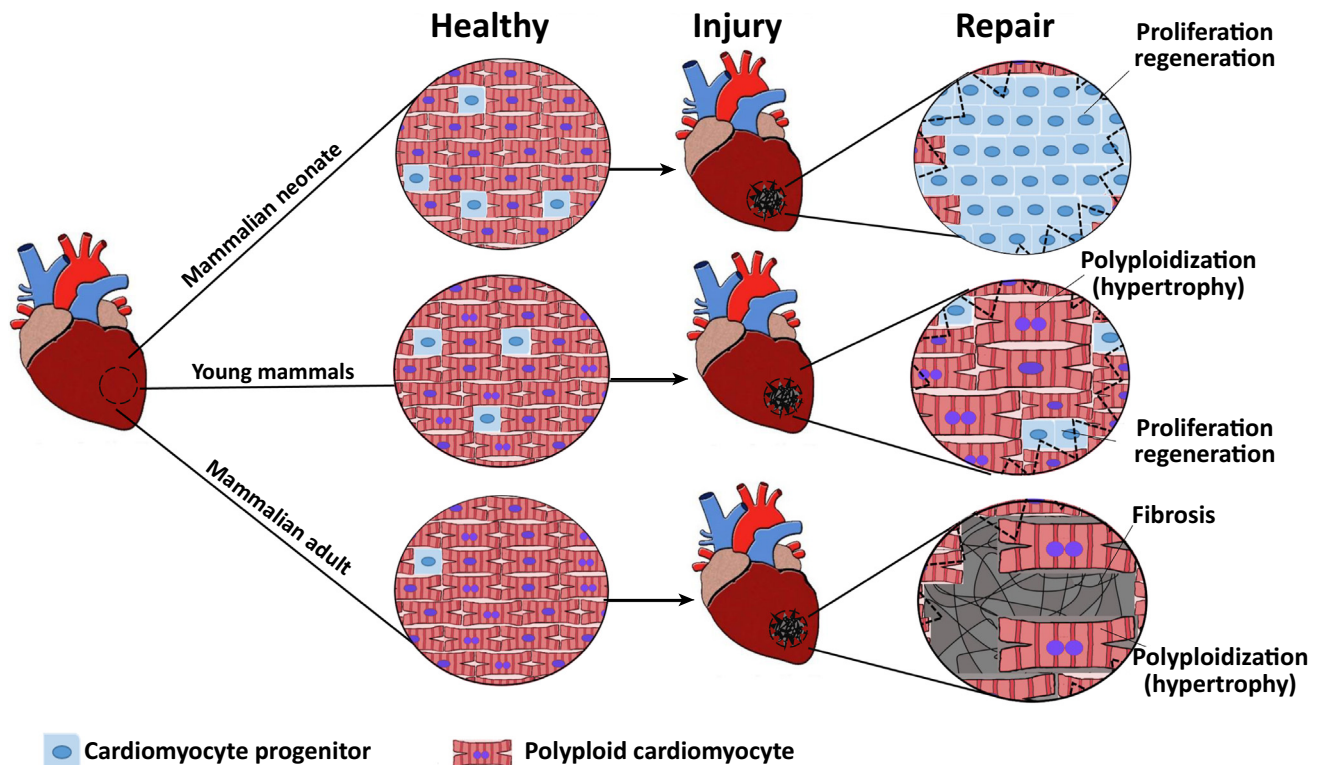 Healthy
Injury
Repair
Proliferation
regeneration
Mammalian neonate
Polyploidization
(hypertrophy)
Young mammals
Proliferation
regeneration
Mammalian adult
Fibrosis
Polyploidization
(hypertrophy)
Cardiomyocyte progenitor
Polyploid cardiomyocyte